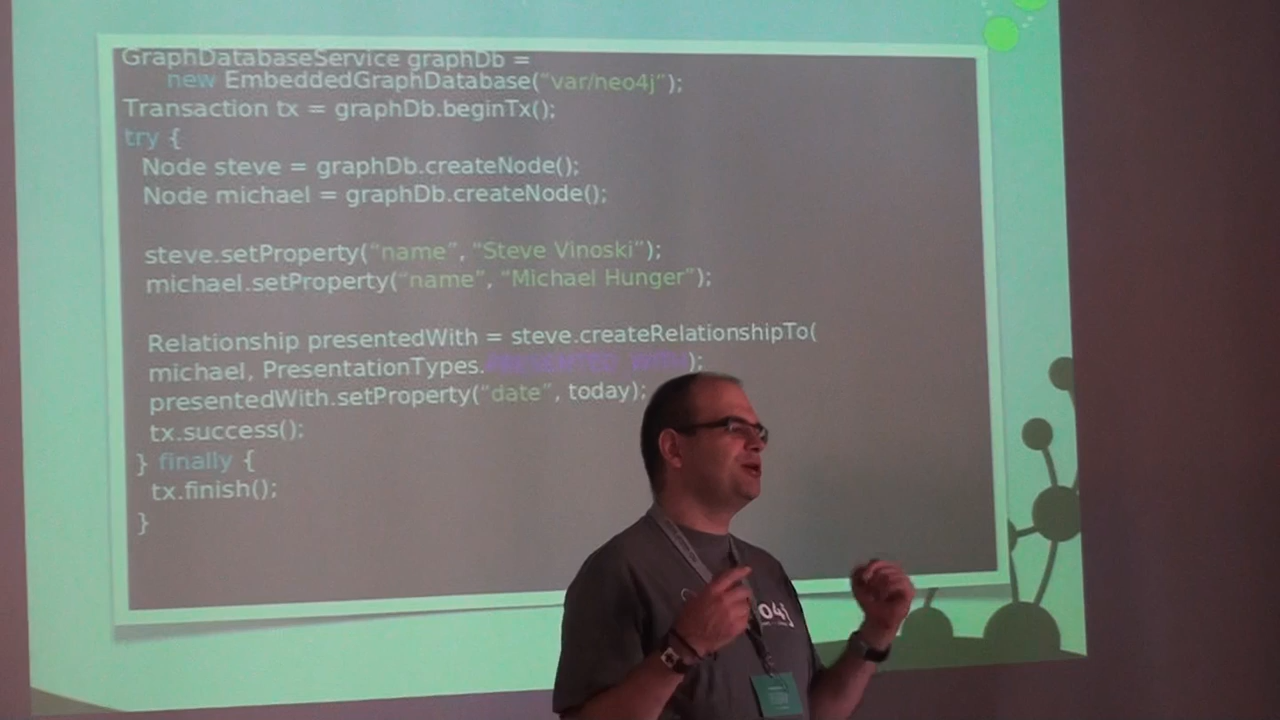 GraphDatabaseService graphDb =
new EmbeddedGraphDatabase(“var/neo4j”);
Transaction tx = graphDb.beginTx();
try {
Node steve = graphDb.createNode();
Node michael = graphDb.createNode();
steve.setProperty(“name”, “Steve Vinoski”);
michael.setProperty(“name”, “Michael Hunger”);
Relationship presentedWith = steve.createRelationshipTo(
michael, PresentationTypes.PRESENTED_WITH);
presentedWith.setProperty(“date”, today);
tx.success();
} finally {
tx.finish();
}
o4j